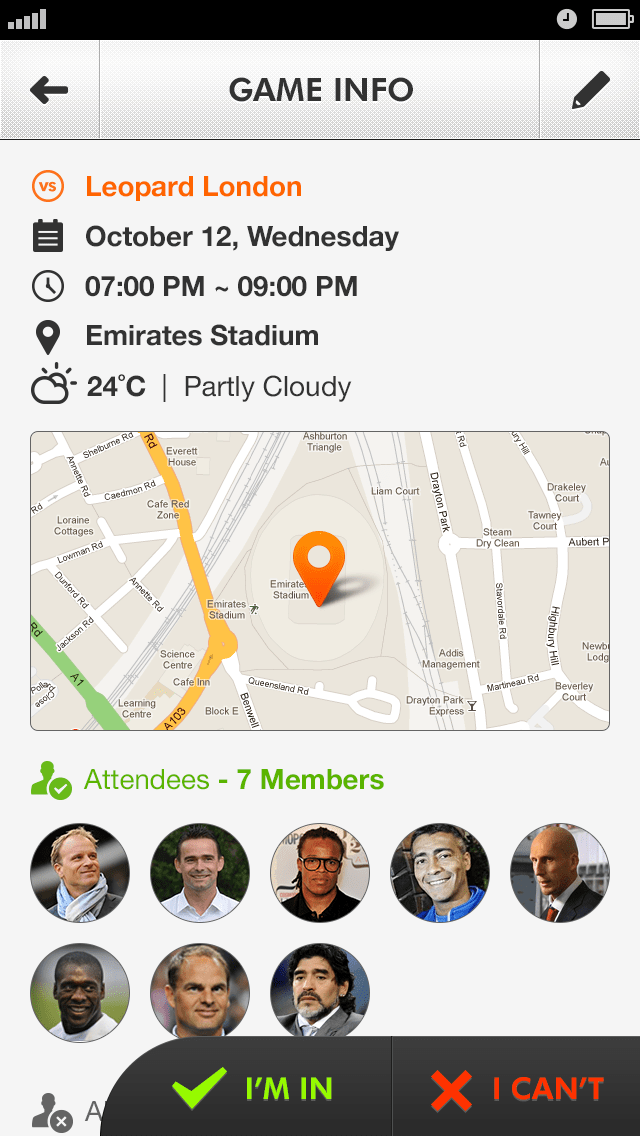 GAME INFO
VS Leopard London
October 12, Wednesday
07:00 PM ~ 09:00 PM
Emirates Stadium
24°C | Partly Cloudy
Shelburne Rd
Rd
Everett
House
Ashburton
Triangle
Rd
ury Hill
Annette Rd
Caedmon Rd
Rd
Cafe Red
Zone
Liam Court
Drayton Park
Drakeley
Court
Loraine
Cottages
Tawney
Court
Steam
Dry Clean
Aubert P
Lowman Rd
Dunford Rd
Annette Rd
Emirates
Stadium
Emirates
Stadium
Stavordale Rd
Highbury Hill
Jackson Rd
Rd
Science
Centre
Addis
Management
Newb
Lodg
A1
Cafe Inn
Queensland Rd
Martineau Rd
Beverley
Court
Learning
Centre
A103
Block E
Benwell
Drayton Park
Express
Attendees - 7 Members
I'M IN
I CAN'T
A